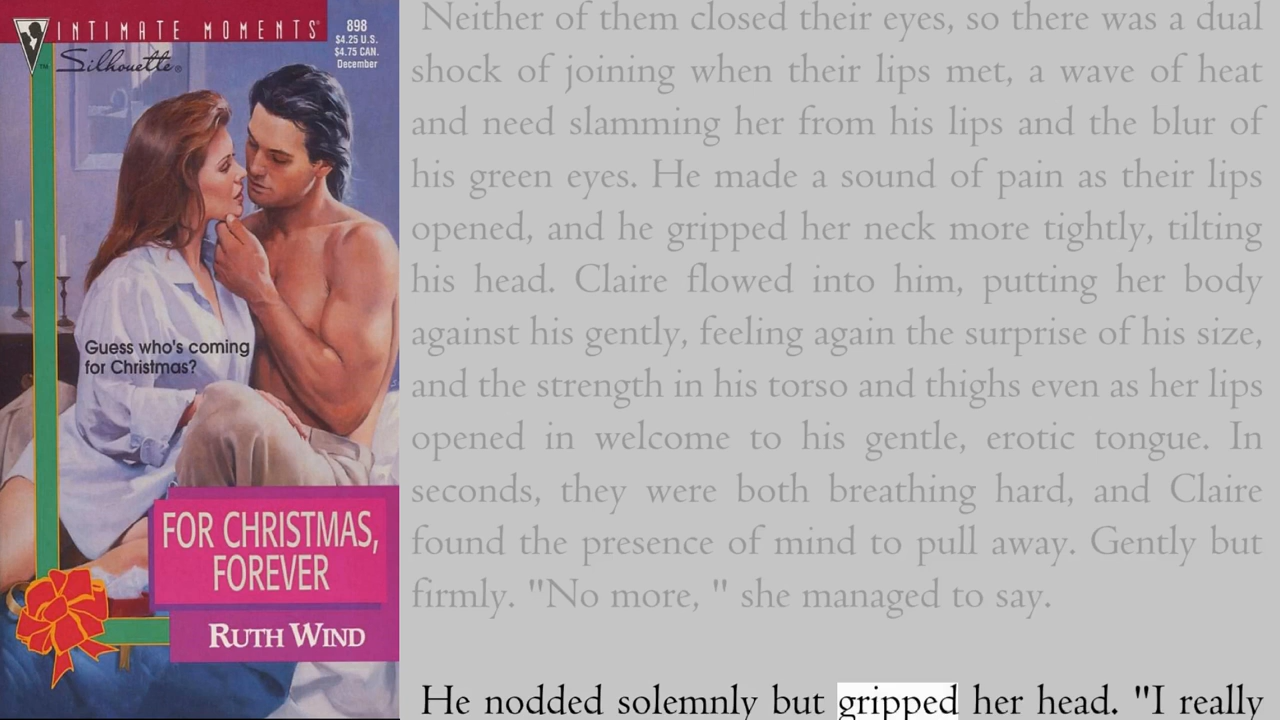 INTIMATE MOMENTS®
Silhouette®
TM
898
$4.25 U.S.
$4.75 CAN.
December
Guess who's coming
for Christmas?
FOR CHRISTMAS,
FOREVER
RUTH WIND
Neither of them closed their eyes, so there was a dual
shock of joining when their lips met, a wave of heat
and need slamming her from his lips and the blur of
his green eyes. He made a sound of pain as their lips
opened, and he gripped her neck more tightly, tilting
his head. Claire flowed into him, putting her body
against his gently, feeling again the surprise of his size,
and the strength in his torso and thighs even as her lips
opened in welcome to his gentle, erotic tongue. In
seconds, they were both breathing hard, and Claire
found the presence of mind to pull away. Gently but
firmly. "No more, " she managed to say.
He nodded solemnly but gripped her head. "I really